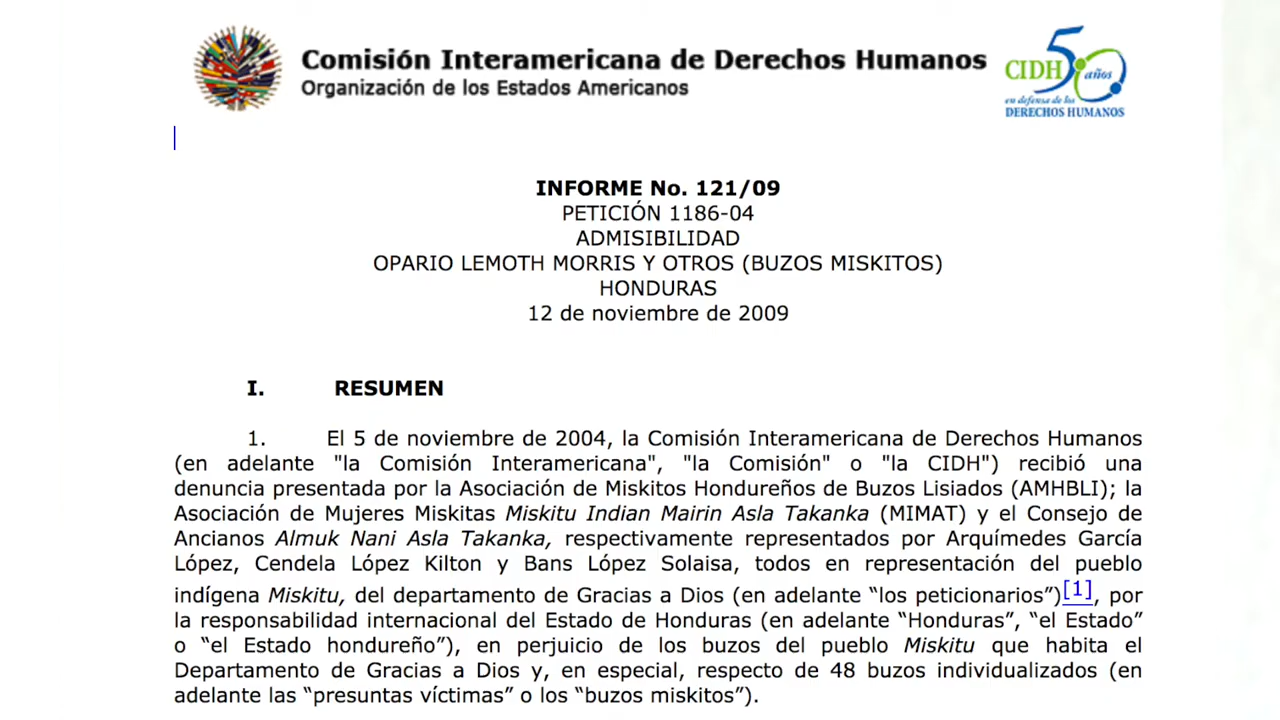 Comisión Interamericana de Derechos Humanos
Organización de los Estados Americanos
CIDH 50 años
en defensa de los
DERECHOS HUMANOS
INFORME No. 121/09
PETICIÓN 1186-04
ADMISIBILIDAD
OPARIO LEMOTH MORRIS Y OTROS (BUZOS MISKITOS)
HONDURAS
12 de noviembre de 2009
I. RESUMEN
1. El 5 de noviembre de 2004, la Comisión Interamericana de Derechos Humanos
(en adelante "la Comisión Interamericana", "la Comisión" o "la CIDH") recibió una
denuncia presentada por la Asociación de Miskitos Hondureños de Buzos Lisiados (AMHBLI); la
Asociación de Mujeres Miskitas Miskitu Indian Mairin Asla Takanka (MIMAT) y el Consejo de
Ancianos Almuk Nani Asla Takanka, respectivamente representados por Arquímedes García
López, Cendela López Kilton y Bans López Solaisa, todos en representación del pueblo
indígena Miskitu, del departamento de Gracias a Dios (en adelante “los peticionarios”)[1], por
la responsabilidad internacional del Estado de Honduras (en adelante “Honduras”, “el Estado”
o “el Estado hondureño”), en perjuicio de los buzos del pueblo Miskitu que habita el
Departamento de Gracias a Dios y, en especial, respecto de 48 buzos individualizados (en
adelante las “presuntas víctimas” o los “buzos miskitos”).